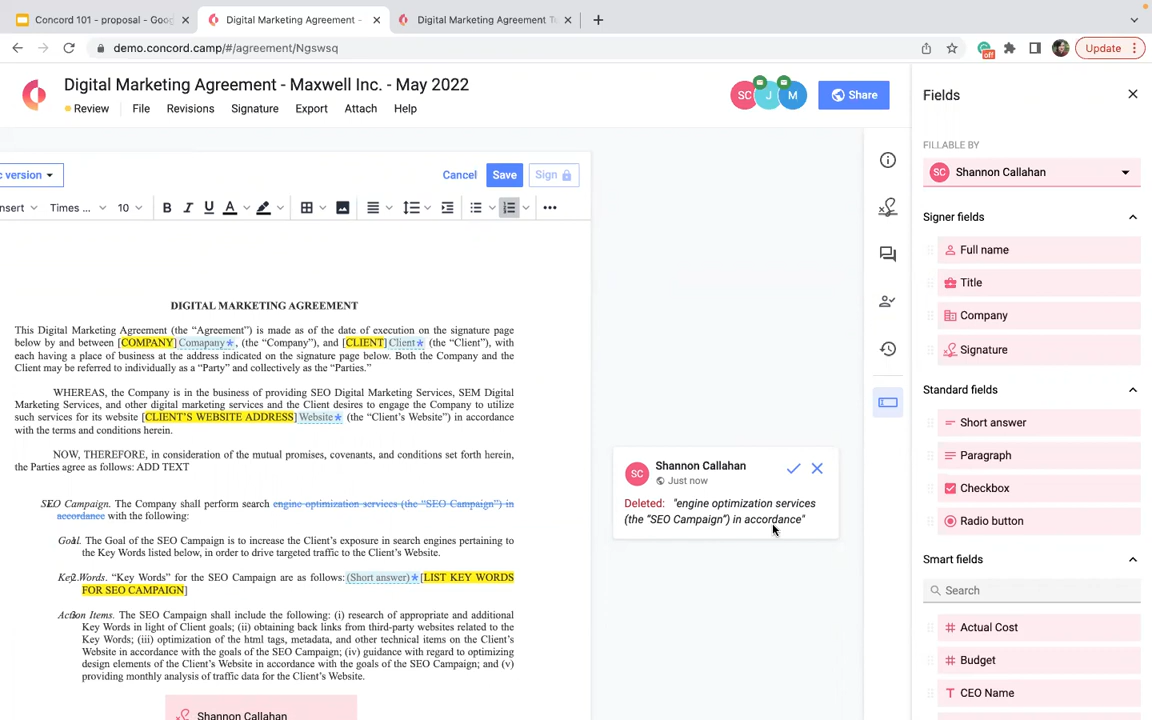 Concord 101 - proposal - Goog
Digital Marketing Agreement -
Digital Marketing Agreement Te
demo.concord.camp/#/agreement/Ngswsq
off
Update
Digital Marketing Agreement - Maxwell Inc. - May 2022
Review File Revisions Signature Export Attach Help
SC J M
Share
c version
Cancel Save Sign
nsert Times ... 10 B I U A
DIGITAL MARKETING AGREEMENT
This Digital Marketing Agreement (the “Agreement”) is made as of the date of execution on the signature page
below by and between [COMPANY] Comapany*, (the “Company”), and [CLIENT] Client* (the “Client”), with
each having a place of business at the address indicated on the signature page below. Both the Company and the
Client may be referred to individually as a “Party” and collectively as the “Parties.”
WHEREAS, the Company is in the business of providing SEO Digital Marketing Services, SEM Digital
Marketing Services, and other digital marketing services and the Client desires to engage the Company to utilize
such services for its website [CLIENT’S WEBSITE ADDRESS] Website* (the “Client’s Website”) in accordance
with the terms and conditions herein.
NOW, THEREFORE, in consideration of the mutual promises, covenants, and conditions set forth herein,
the Parties agree as follows: ADD TEXT
SEO Campaign. The Company shall perform search engine optimization services (the “SEO Campaign”) in
accordance with the following:
Goal. The Goal of the SEO Campaign is to increase the Client’s exposure in search engines pertaining to
the Key Words listed below, in order to drive targeted traffic to the Client’s Website.
Key Words. “Key Words” for the SEO Campaign are as follows: (Short answer)* [LIST KEY WORDS
FOR SEO CAMPAIGN]
Action Items. The SEO Campaign shall include the following: (i) research of appropriate and additional
Key Words in light of Client goals; (ii) obtaining back links from third-party websites related to the
Key Words; (iii) optimization of the html tags, metadata, and other technical items on the Client’s
Website in accordance with the goals of the SEO Campaign; (iv) guidance with regard to optimizing
design elements of the Client’s Website in accordance with the goals of the SEO Campaign; and (v)
providing monthly analysis of traffic data for the Client’s Website.
Shannon Callahan
SC
Shannon Callahan
Just now
Deleted: "engine optimization services
(the “SEO Campaign”) in accordance"
Fields
FILLABLE BY
SC Shannon Callahan
Signer fields
Full name
Title
Company
Signature
Standard fields
Short answer
Paragraph
Checkbox
Radio button
Smart fields
Search
# Actual Cost
# Budget
T CEO Name